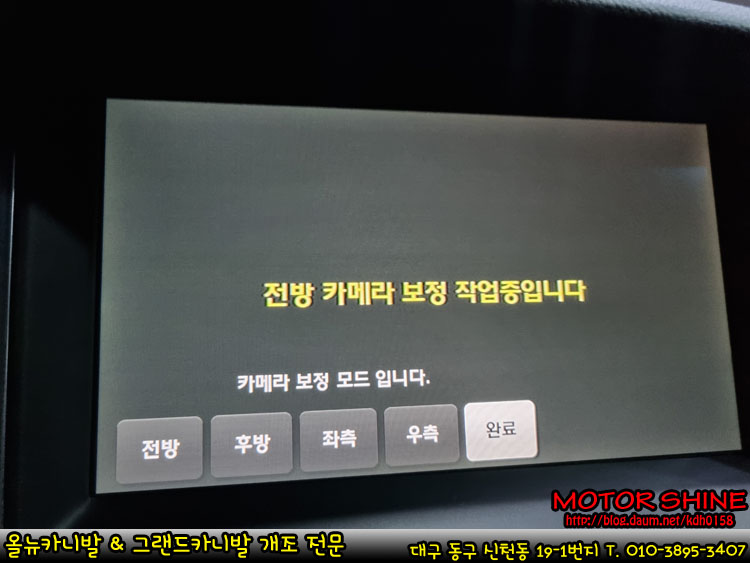 전방 카메라 보정 작업중입니다
카메라 보정 모드 입니다.
전방 후방 좌측 우측 완료
MOTOR SHINE
http://blog.daum.net/kdh0158
올뉴카니발 & 그랜드카니발 개조 전문 대구 동구 신천동 19-1번지 T. 010-3895-3407